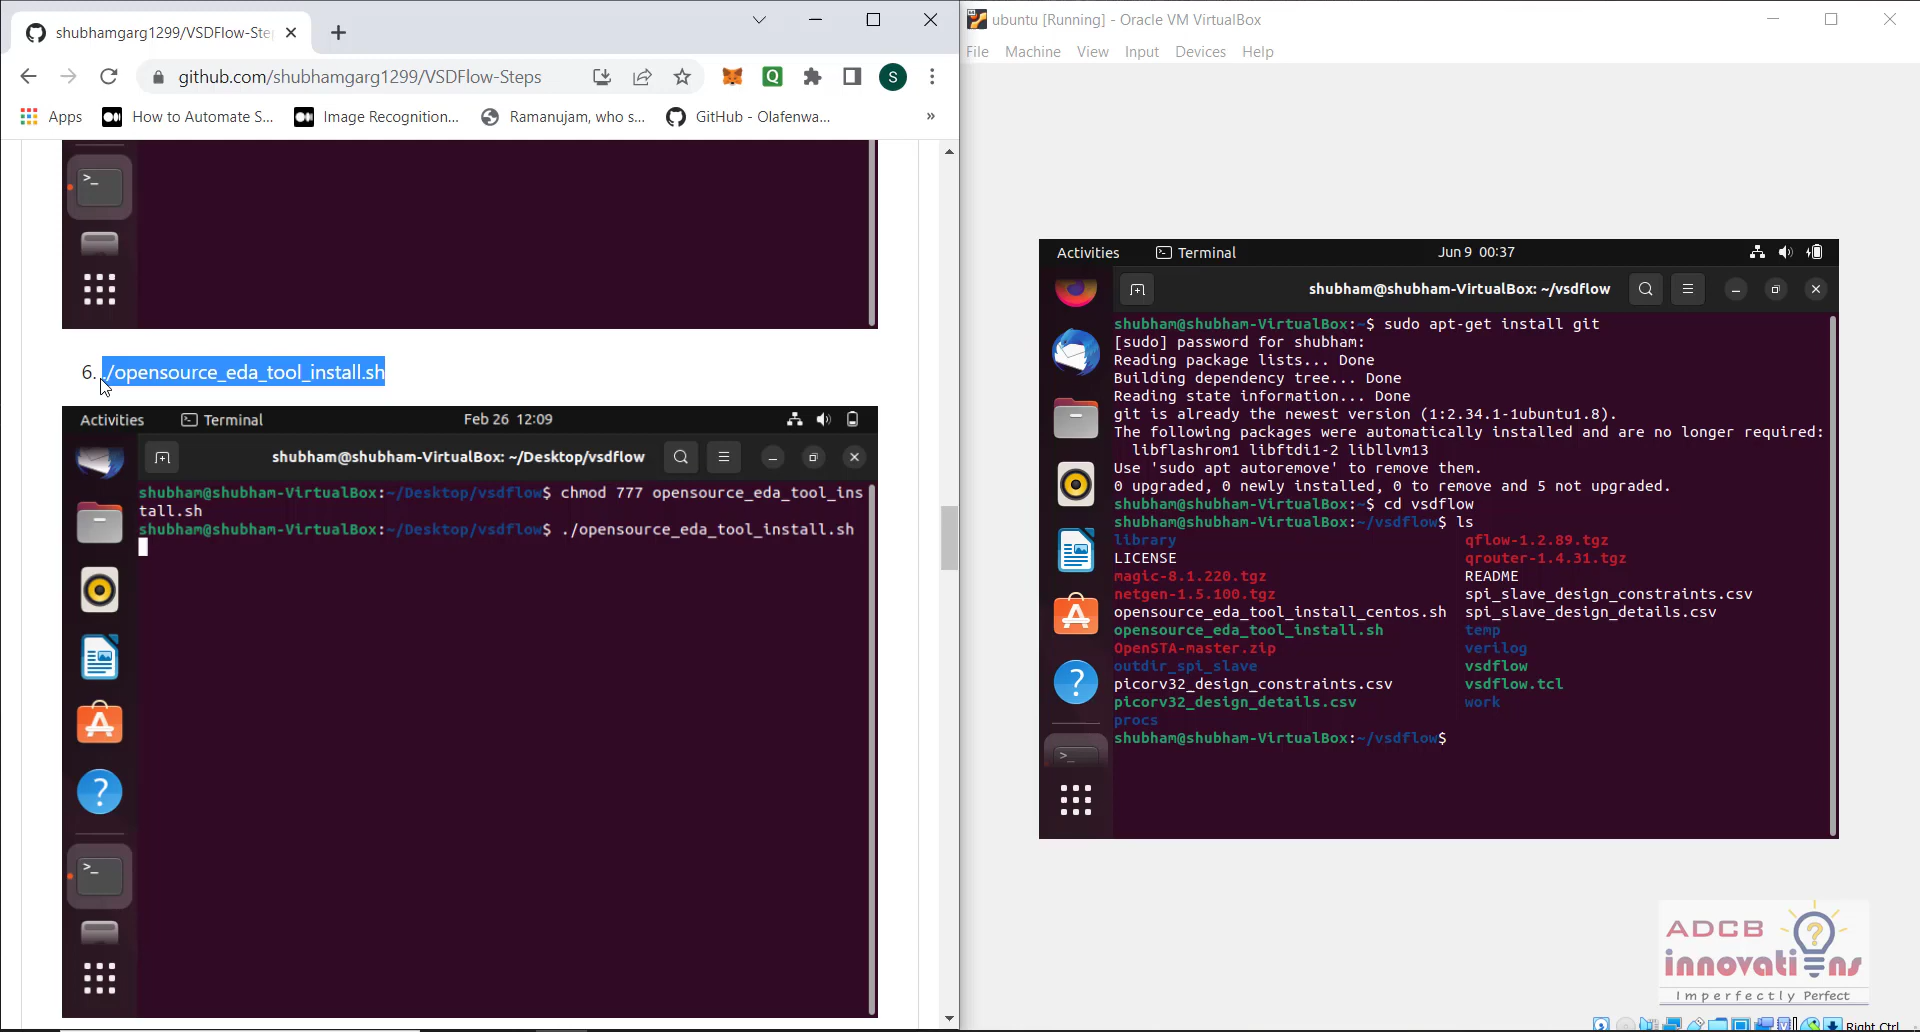 shubhamgarg1299/VSDFlow-Ste
github.com/shubhamgarg1299/VSDFlow-Steps
S
Apps
How to Automate S...
Image Recognition...
Ramanujam, who s...
GitHub - Olafenwa...
»
6. ./opensource_eda_tool_install.sh
Activities
Terminal
Feb 26 12:09
shubham@shubham-VirtualBox: ~/Desktop/vsdflow
shubham@shubham-VirtualBox:~/Desktop/vsdflow$ chmod 777 opensource_eda_tool_ins
tall.sh
shubham@shubham-VirtualBox:~/Desktop/vsdflow$ ./opensource_eda_tool_install.sh
ubuntu [Running] - Oracle VM VirtualBox
File Machine View Input Devices Help
Activities
Terminal
Jun 9 00:37
shubham@shubham-VirtualBox: ~/vsdflow
shubham@shubham-VirtualBox:~$ sudo apt-get install git
[sudo] password for shubham:
Reading package lists... Done
Building dependency tree... Done
Reading state information... Done
git is already the newest version (1:2.34.1-1ubuntu1.8).
The following packages were automatically installed and are no longer required:
libflashrom1 libftdi1-2 libllvm13
Use 'sudo apt autoremove' to remove them.
0 upgraded, 0 newly installed, 0 to remove and 5 not upgraded.
shubham@shubham-VirtualBox:~$ cd vsdflow
shubham@shubham-VirtualBox:~/vsdflow$ ls
library qflow-1.2.89.tgz
LICENSE qrouter-1.4.31.tgz
magic-8.1.220.tgz README
netgen-1.5.100.tgz spi_slave_design_constraints.csv
opensource_eda_tool_install_centos.sh spi_slave_design_details.csv
opensource_eda_tool_install.sh temp
OpenSTA-master.zip verilog
outdir_spi_slave vsdflow
picorv32_design_constraints.csv vsdflow.tcl
picorv32_design_details.csv work
procs
shubham@shubham-VirtualBox:~/vsdflow$
ADCB
innovations
Imperfectly Perfect
Right Ctrl